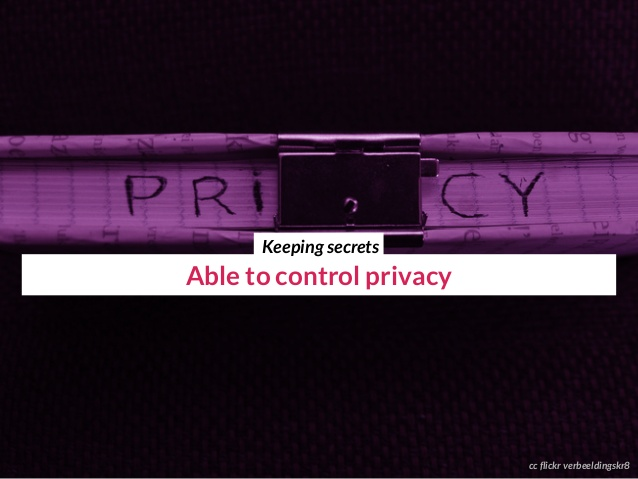 PRI CY
Keeping secrets
Able to control privacy
cc flickr verbeeldingskr8